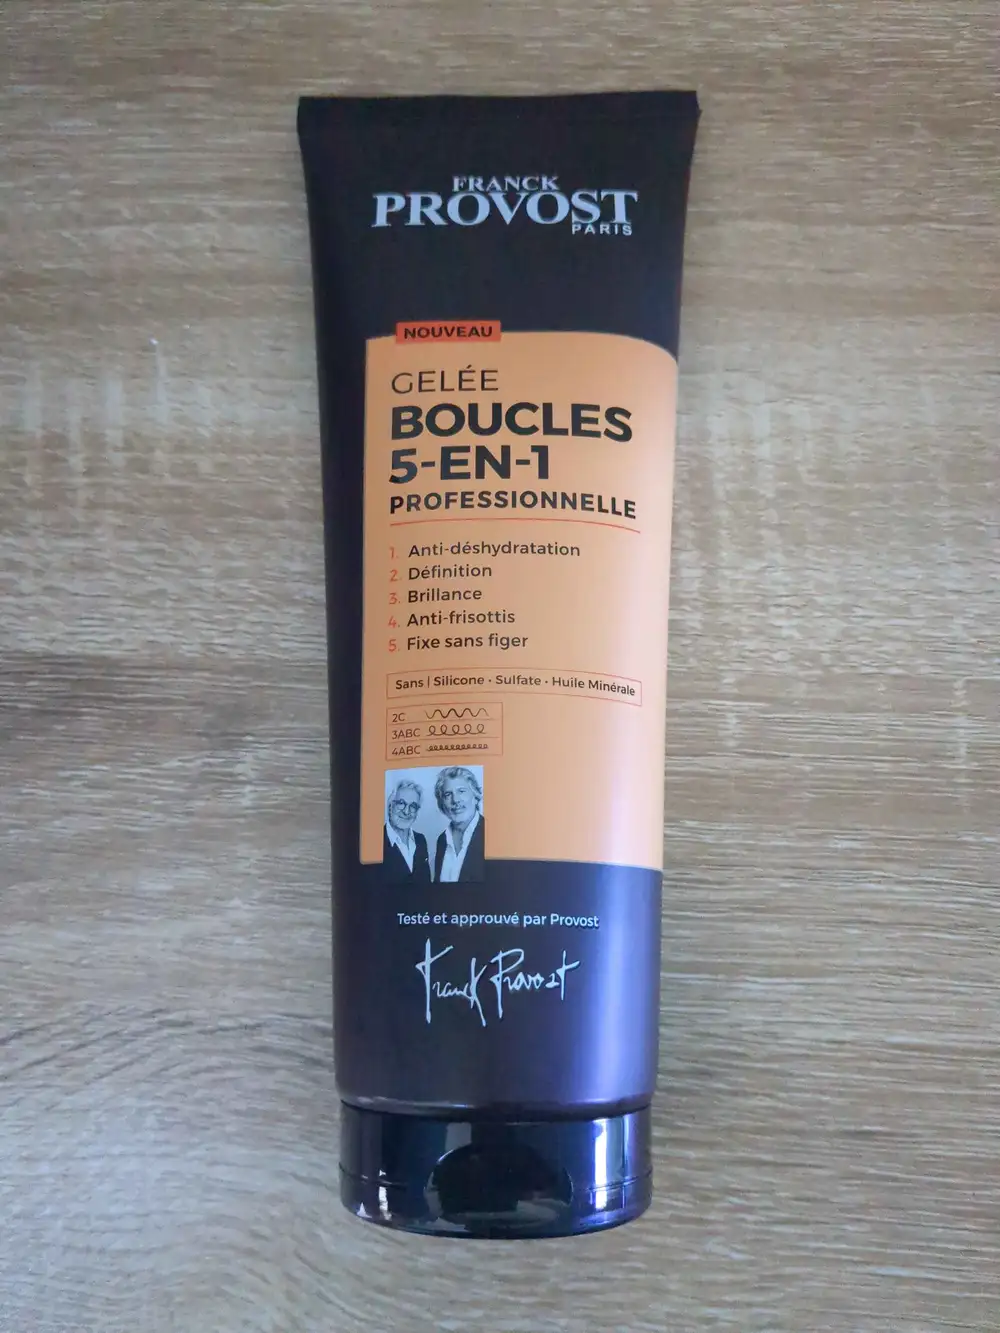 FRANCK
PROVOST
PARIS
NOUVEAU
GELÉE
BOUCLES
5-EN-1
PROFESSIONNELLE
1. Anti-déshydratation
2. Définition
3. Brillance
4. Anti-frisottis
5. Fixe sans figer
Sans | Silicone • Sulfate • Huile Minérale
2C
3ABC
4ABC
Testé et approuvé par Provost
Franck Provost